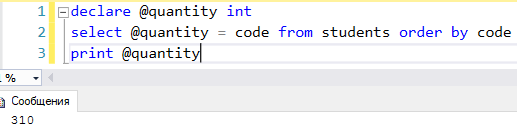 1 declare @quantity int
2 select @quantity = code from students order by code
3 print @quantity
%
Сообщения
310